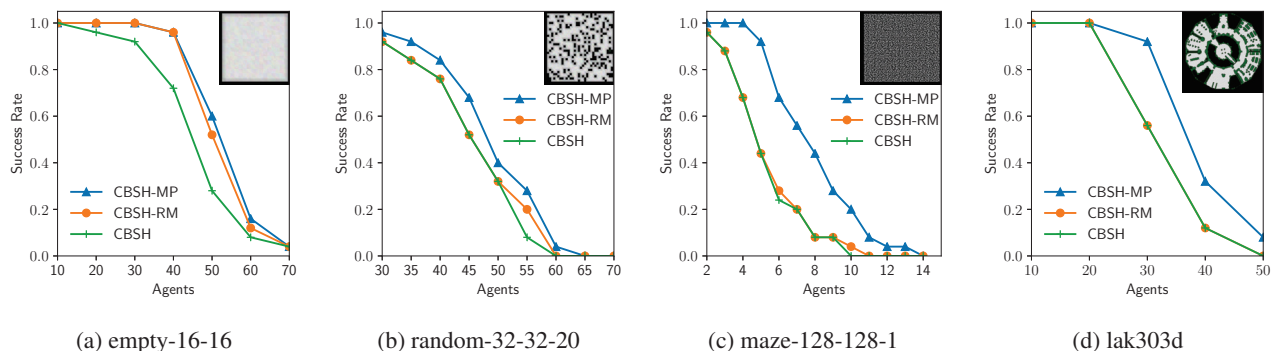 1.0
0.8
0.6
0.4
0.2
0.0
Success Rate
CBSH-MP
CBSH-RM
CBSH
10 20 30 40 50 60 70
Agents
(a) empty-16-16
1.0
0.8
0.6
0.4
0.2
0.0
Success Rate
CBSH-MP
CBSH-RM
CBSH
30 35 40 45 50 55 60 65 70
Agents
(b) random-32-32-20
1.0
0.8
0.6
0.4
0.2
0.0
Success Rate
CBSH-MP
CBSH-RM
CBSH
2 4 6 8 10 12 14
Agents
(c) maze-128-128-1
1.0
0.8
0.6
0.4
0.2
0.0
Success Rate
CBSH-MP
CBSH-RM
CBSH
10 20 30 40 50
Agents
(d) lak303d